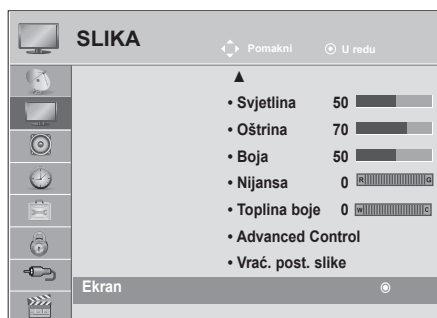 SLIKA
Pomakni
U redu
▲
• Svjetlina 50
• Oštrina 70
• Boja 50
• Nijansa 0 R G
• Toplina boje 0 W C
• Advanced Control
• Vrać. post. slike
Ekran